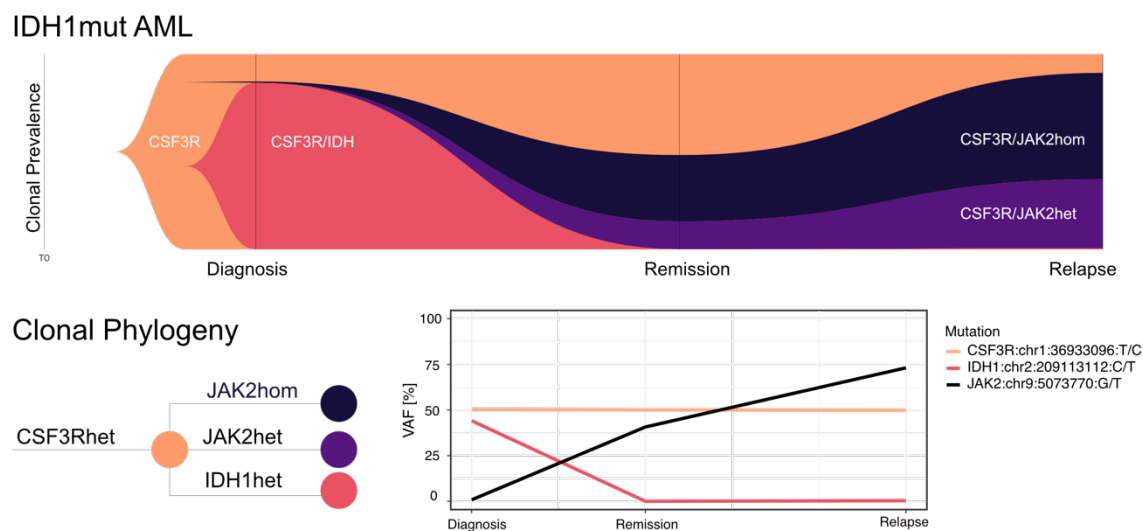 IDH1mut AML
Clonal Prevalence
T0
CSF3R
CSF3R/IDH
CSF3R/JAK2hom
CSF3R/JAK2het
Diagnosis
Remission
Relapse
Clonal Phylogeny
CSF3Rhet
JAK2hom
JAK2het
IDH1het
VAF [%]
100
75
50
25
0
Diagnosis
Remission
Relapse
Mutation
CSF3R:chr1:36933096:T/C
IDH1:chr2:209113112:C/T
JAK2:chr9:5073770:G/T